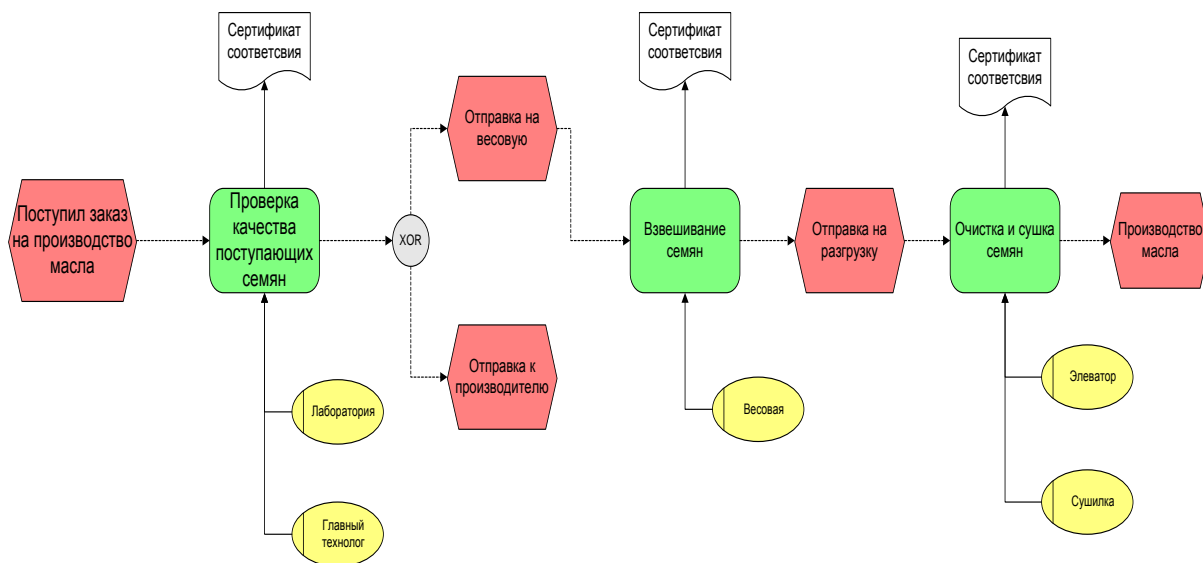 Сертификат
соответсвия
Сертификат
соответсвия
Сертификат
соответсвия
Отправка на
весовую
Поступил заказ
на производство
масла
Проверка
качества
поступающих
семян
XOR
Взвешивание
семян
Отправка на
разгрузку
Очистка и сушка
семян
Производство
масла
Отправка к
производителю
Лаборатория
Весовая
Элеватор
Главный
технолог
Сушилка